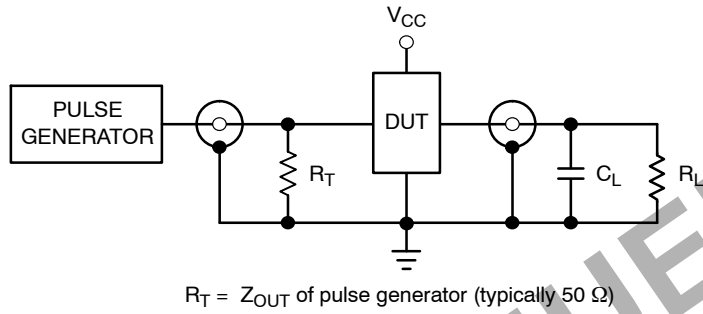 V_CC
PULSE
GENERATOR
DUT
R_T
C_L
R_L
R_T = Z_OUT of pulse generator (typically 50 Ω)